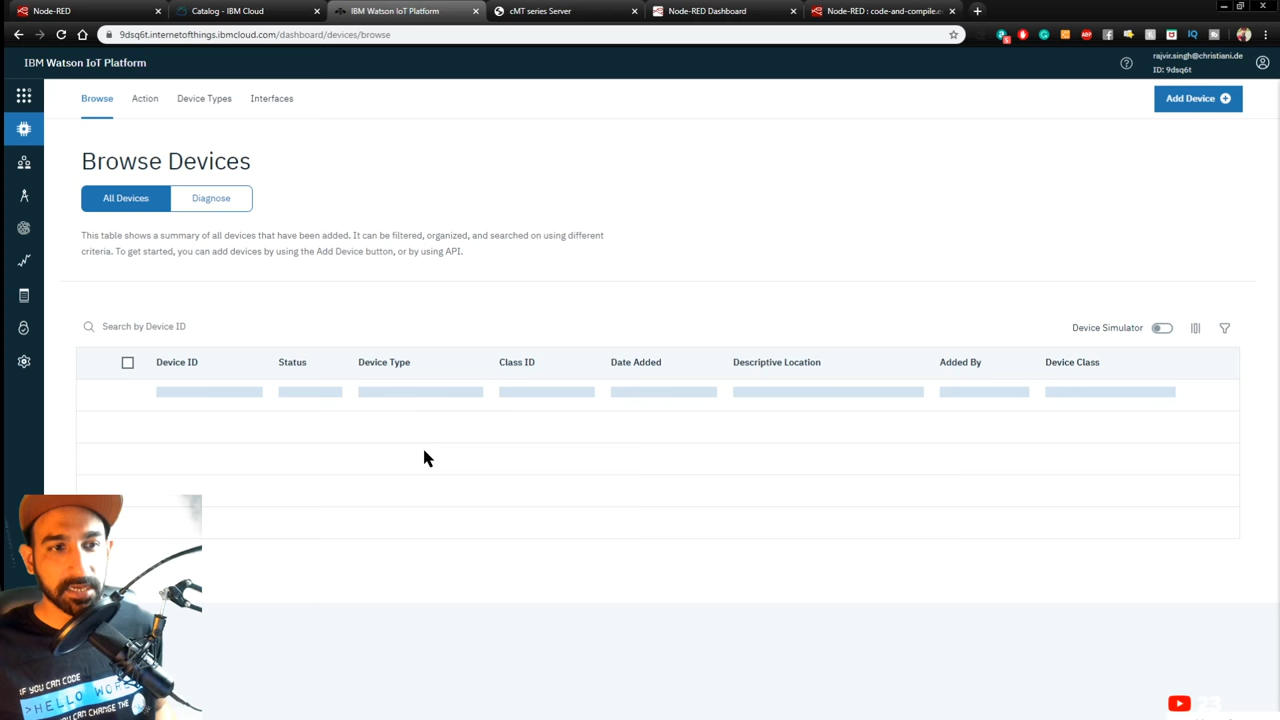 Node-RED
Catalog - IBM Cloud
IBM Watson IoT Platform
cMT series Server
Node-RED Dashboard
Node-RED : code-and-compile.e
9dsq6t.internetofthings.ibmcloud.com/dashboard/devices/browse
IBM Watson IoT Platform
rajvir.singh@christiani.de
ID: 9dsq6t
Browse Action Device Types Interfaces
Add Device
Browse Devices
All Devices Diagnose
This table shows a summary of all devices that have been added. It can be filtered, organized, and searched on using different
criteria. To get started, you can add devices by using the Add Device button, or by using API.
Search by Device ID
Device Simulator
Device ID Status Device Type Class ID Date Added Descriptive Location Added By Device Class
IF YOU CAN CODE
>HELLO WOR
YOU CAN CHANGE THE
23